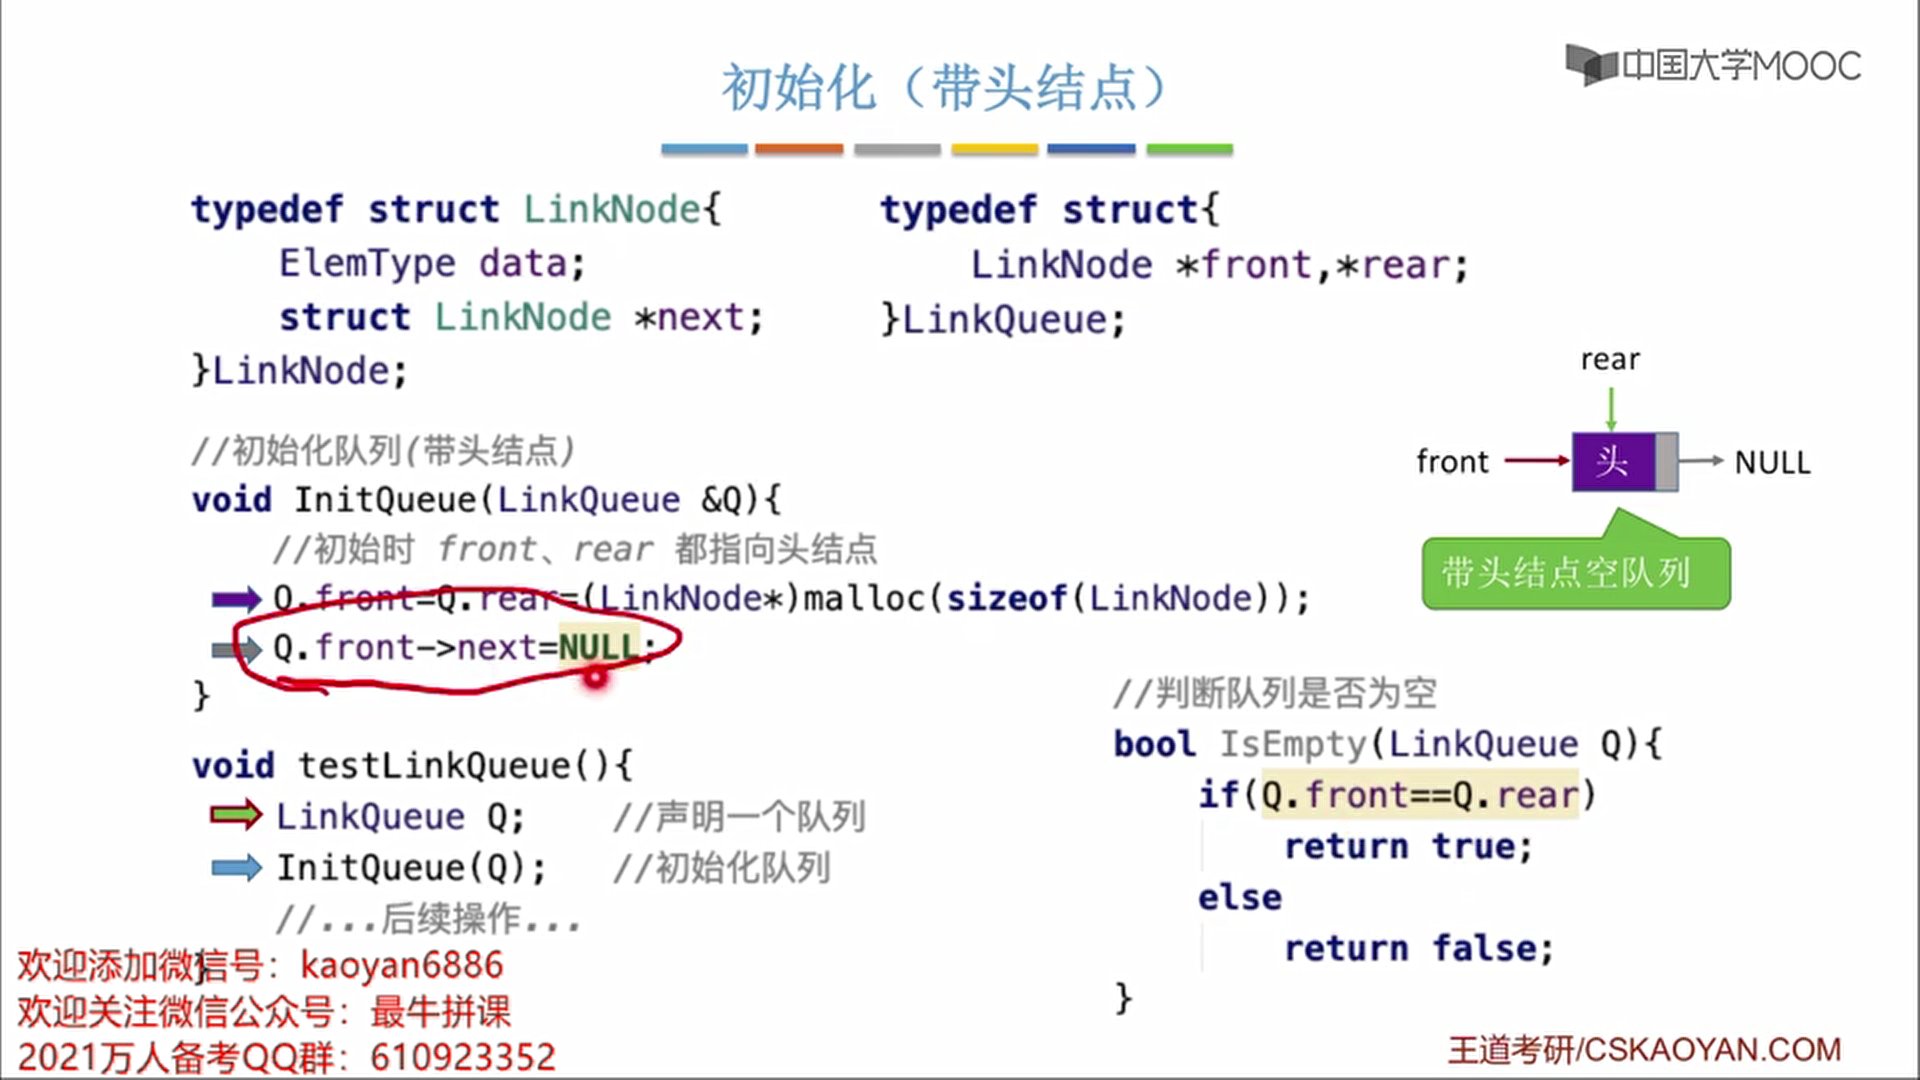 中国大学MOOC
初始化（带头结点）
typedef struct LinkNode{
    ElemType data;
    struct LinkNode *next;
}LinkNode;
typedef struct{
    LinkNode *front,*rear;
}LinkQueue;
rear
front
头
NULL
带头结点空队列
//初始化队列(带头结点)
void InitQueue(LinkQueue &Q){
    //初始时 front、rear 都指向头结点
    Q.front=Q.rear=(LinkNode*)malloc(sizeof(LinkNode));
    Q.front->next=NULL;
}
void testLinkQueue(){
    LinkQueue Q;    //声明一个队列
    InitQueue(Q);   //初始化队列
    //...后续操作...
}
//判断队列是否为空
bool IsEmpty(LinkQueue Q){
    if(Q.front==Q.rear)
        return true;
    else
        return false;
}
欢迎添加微信号：kaoyan6886
欢迎关注微信公众号：最牛拼课
2021万人备考QQ群：610923352
王道考研/CSKAOYAN.COM